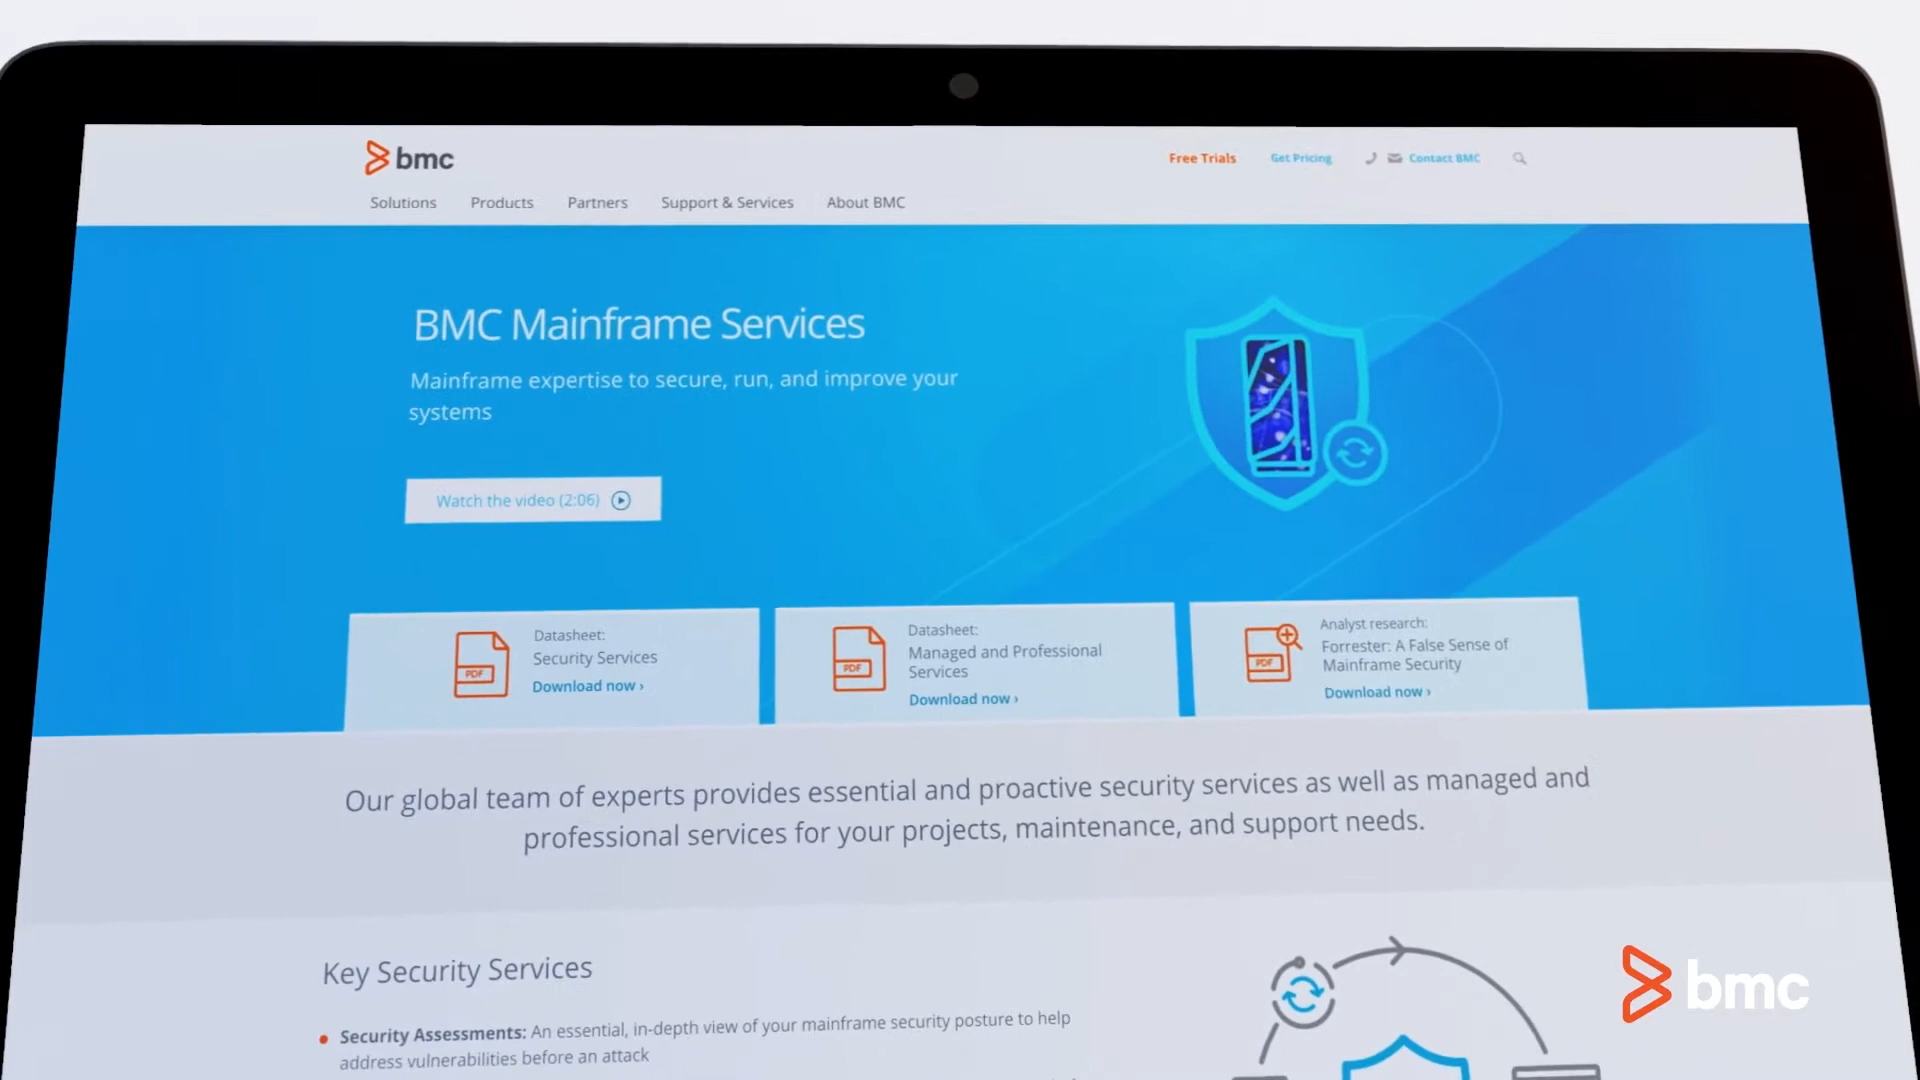 bmc
Free Trials
Get Pricing
Contact BMC
Solutions
Products
Partners
Support & Services
About BMC
BMC Mainframe Services
Mainframe expertise to secure, run, and improve your
systems
Watch the video (2:06)
PDF
Datasheet:
Security Services
Download now ›
PDF
Datasheet:
Managed and Professional
Services
Download now ›
PDF
Analyst research:
Forrester: A False Sense of
Mainframe Security
Download now ›
Our global team of experts provides essential and proactive security services as well as managed and
professional services for your projects, maintenance, and support needs.
Key Security Services
Security Assessments: An essential, in-depth view of your mainframe security posture to help
address vulnerabilities before an attack
bmc